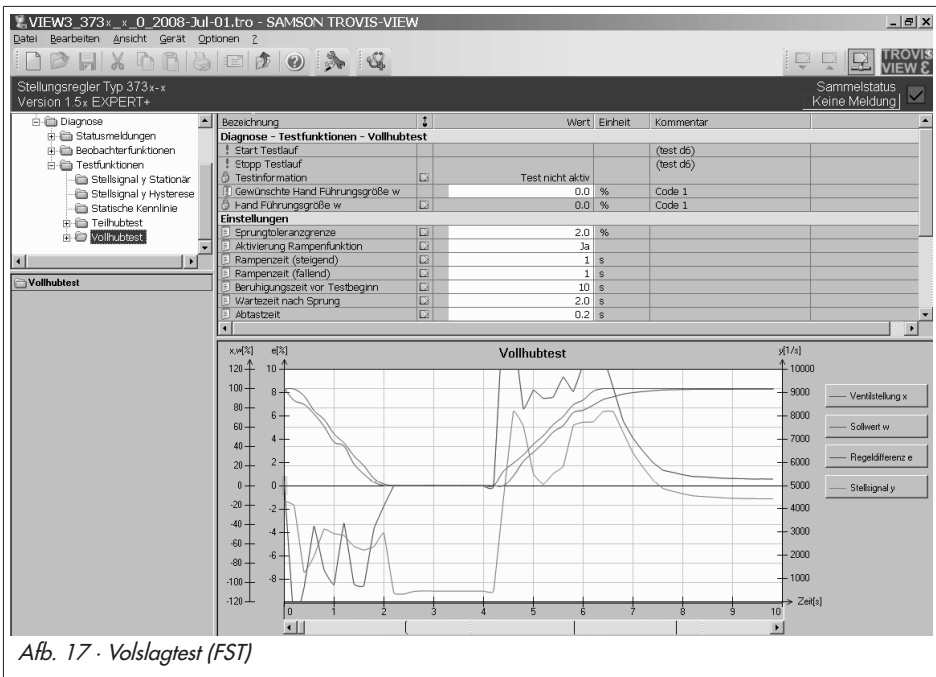 VIEW3_373x_x_0_2008-Jul-01.tro - SAMSON TROVIS-VIEW
Datei Bearbeiten Ansicht Gerät Optionen ?
TROVIS
VIEW 3
Stellungsregler Typ 373x-x
Version 1.5x EXPERT+
Sammelstatus
Keine Meldung
Diagnose
Statusmeldungen
Beobachterfunktionen
Testfunktionen
Stellsignal y Stationär
Stellsignal y Hysterese
Statische Kennlinie
Teilhubtest
Vollhubtest
Vollhubtest
Bezeichnung Wert Einheit Kommentar
Diagnose - Testfunktionen - Vollhubtest
Start Testlauf (test d6)
Stopp Testlauf (test d6)
Testinformation Test nicht aktiv
Gewünschte Hand Führungsgröße w 0.0 % Code 1
Hand Führungsgröße w 0.0 % Code 1
Einstellungen
Sprungtoleranzgrenze 2.0 %
Aktivierung Rampenfunktion Ja
Rampenzeit (steigend) 1 s
Rampenzeit (fallend) 1 s
Beruhigungszeit vor Testbeginn 10 s
Wartezeit nach Sprung 2.0 s
Abtastzeit 0.2 s
x,w[%] e[%] Vollhubtest y[1/s]
120 10 10000
100 8 9000
80 6 8000
60 4 7000
40 2 6000
20 0 5000
0 -2 4000
-20 -4 3000
-40 -6 2000
-60 -8 1000
-80
-100
-120
Zeit[s]
0 1 2 3 4 5 6 7 8 9 10
Ventilstellung x
Sollwert w
Regeldifferenz e
Stellsignal y
Afb. 17 · Volslagtest (FST)